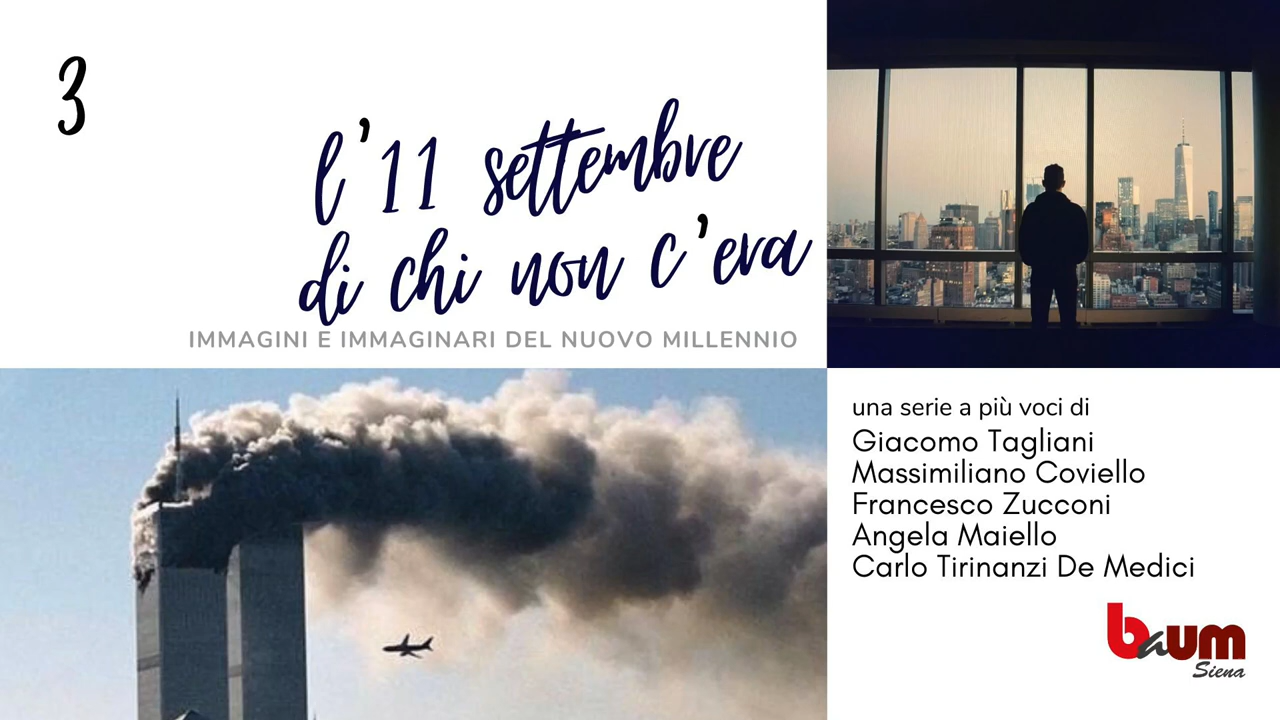 3
l'11 settembre
di chi non c'era
IMMAGINI E IMMAGINARI DEL NUOVO MILLENNIO
una serie a più voci di
Giacomo Tagliani
Massimiliano Coviello
Francesco Zucconi
Angela Maiello
Carlo Tirinanzi De Medici
baum
Siena